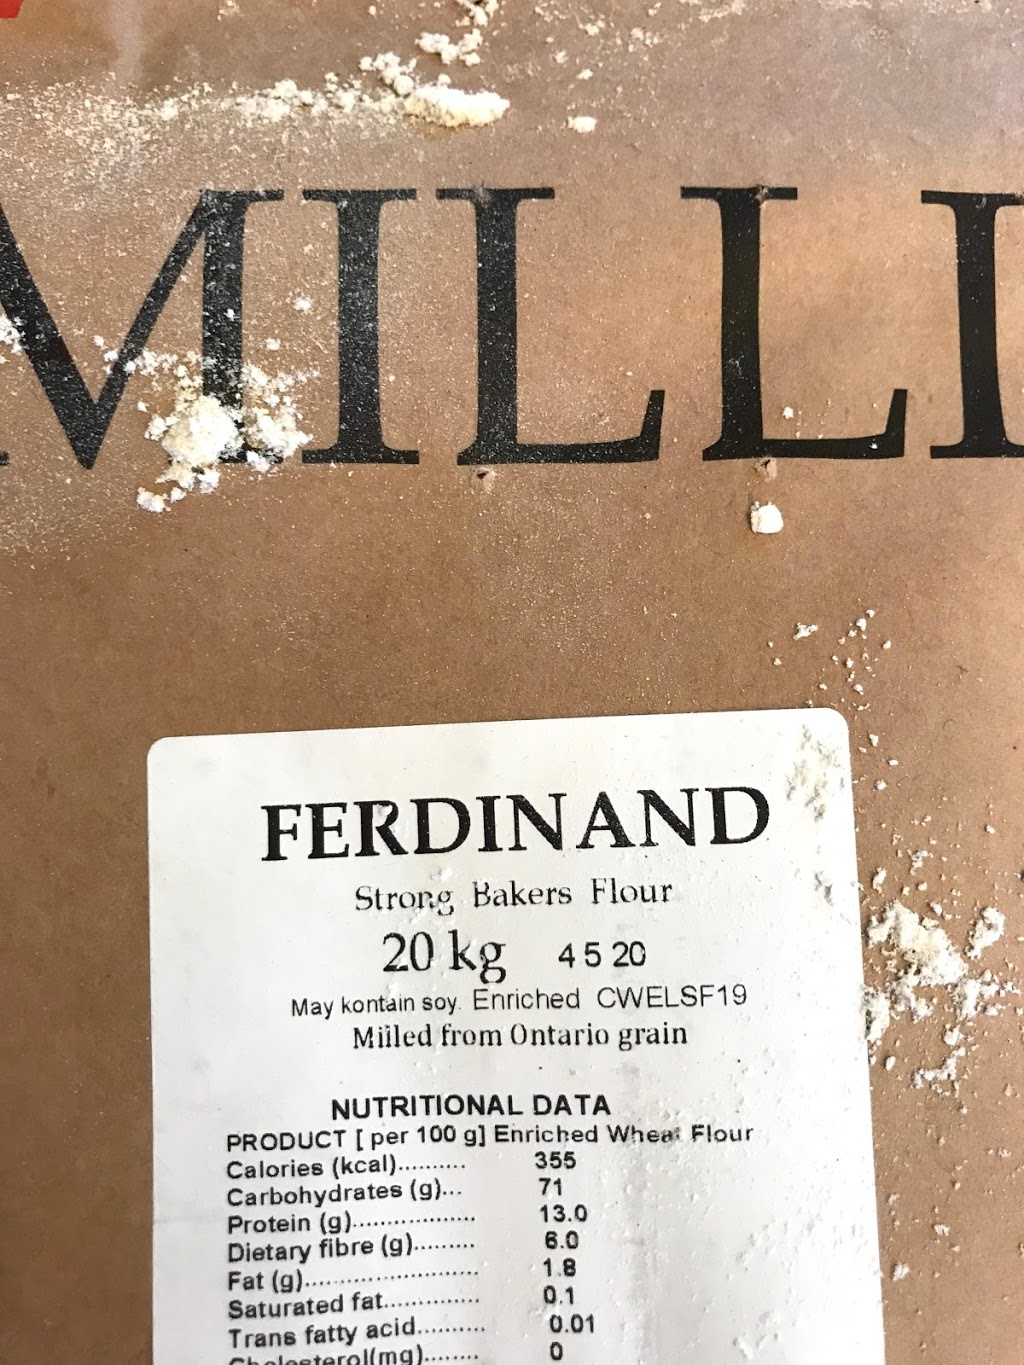 MILLI
FERDINAND
Strong Bakers Flour
20 kg 4 5 20
May kontain soy. Enriched CWELSF19
Milled from Ontario grain
NUTRITIONAL DATA
PRODUCT [ per 100 g] Enriched Wheat Flour
Calories (kcal).......... 355
Carbohydrates (g)... 71
Protein (g).................. 13.0
Dietary fibre (g)......... 6.0
Fat (g).......................... 1.8
Saturated fat.............. 0.1
Trans fatty acid.......... 0.01
Cholesterol(mg)........ 0